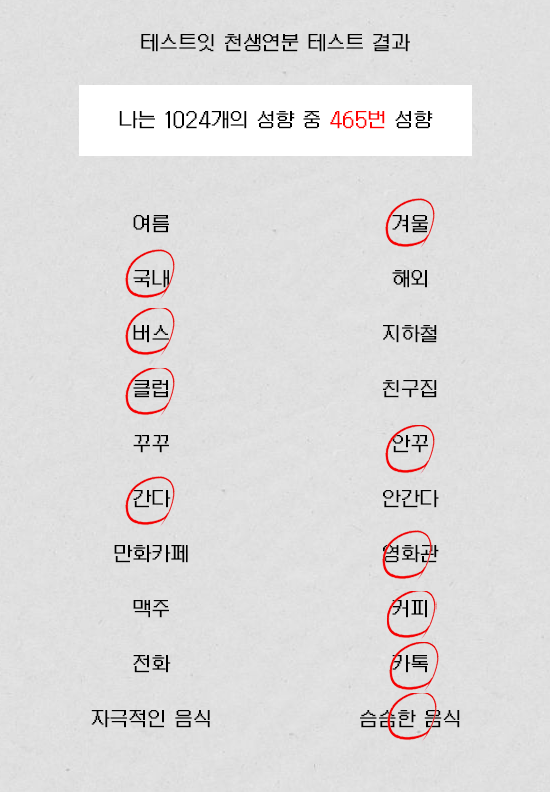 테스트잇 천생연분 테스트 결과
나는 1024개의 성향 중 465번 성향
여름 겨울
국내 해외
버스 지하철
클럽 친구집
꾸꾸 안꾸
간다 안간다
만화카페 영화관
맥주 커피
전화 카톡
자극적인 음식 슴슴한 음식